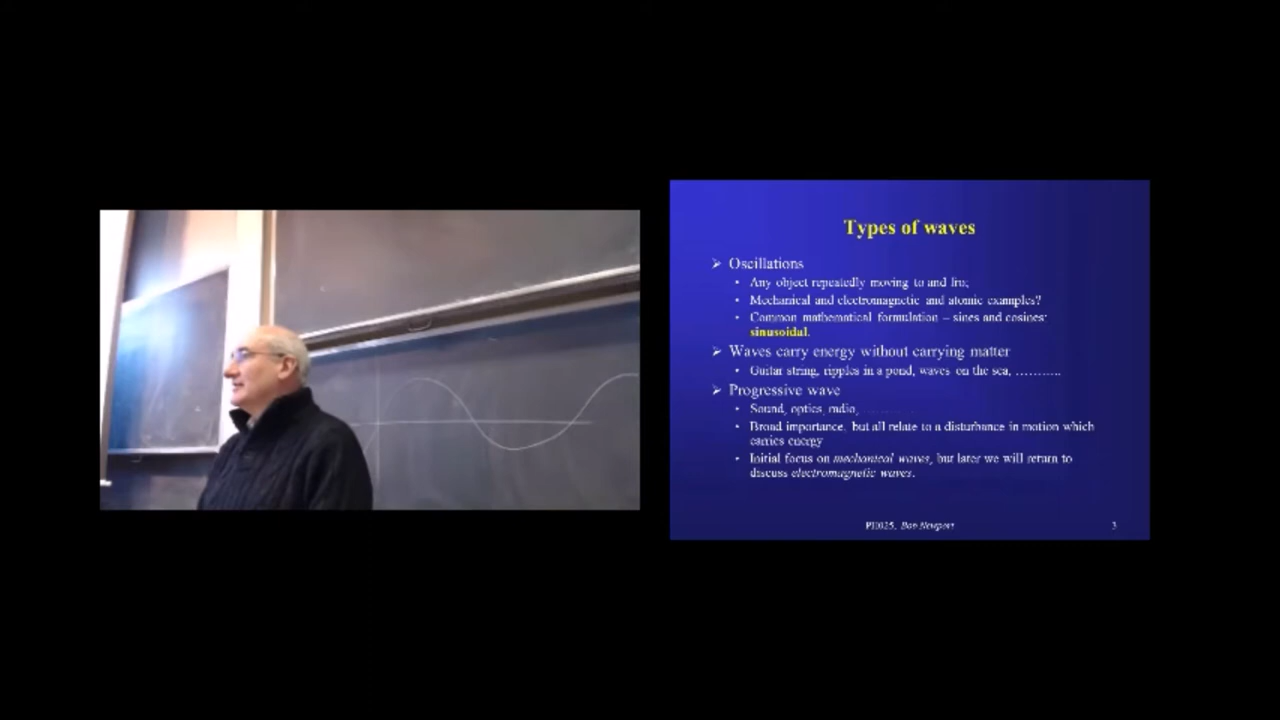 Types of waves
➢ Oscillations
• Any object repeatedly moving to and fro;
• Mechanical and electromagnetic and atomic examples?
• Common mathematical formulation – sines and cosines:
sinusoidal.
➢ Waves carry energy without carrying matter
• Guitar string, ripples in a pond, waves on the sea, ………..
➢ Progressive wave
• Sound, optics, radio, …………
• Broad importance, but all relate to a disturbance in motion which
carries energy
• Initial focus on mechanical waves, but later we will return to
discuss electromagnetic waves.
PH025, Bob Newport
3